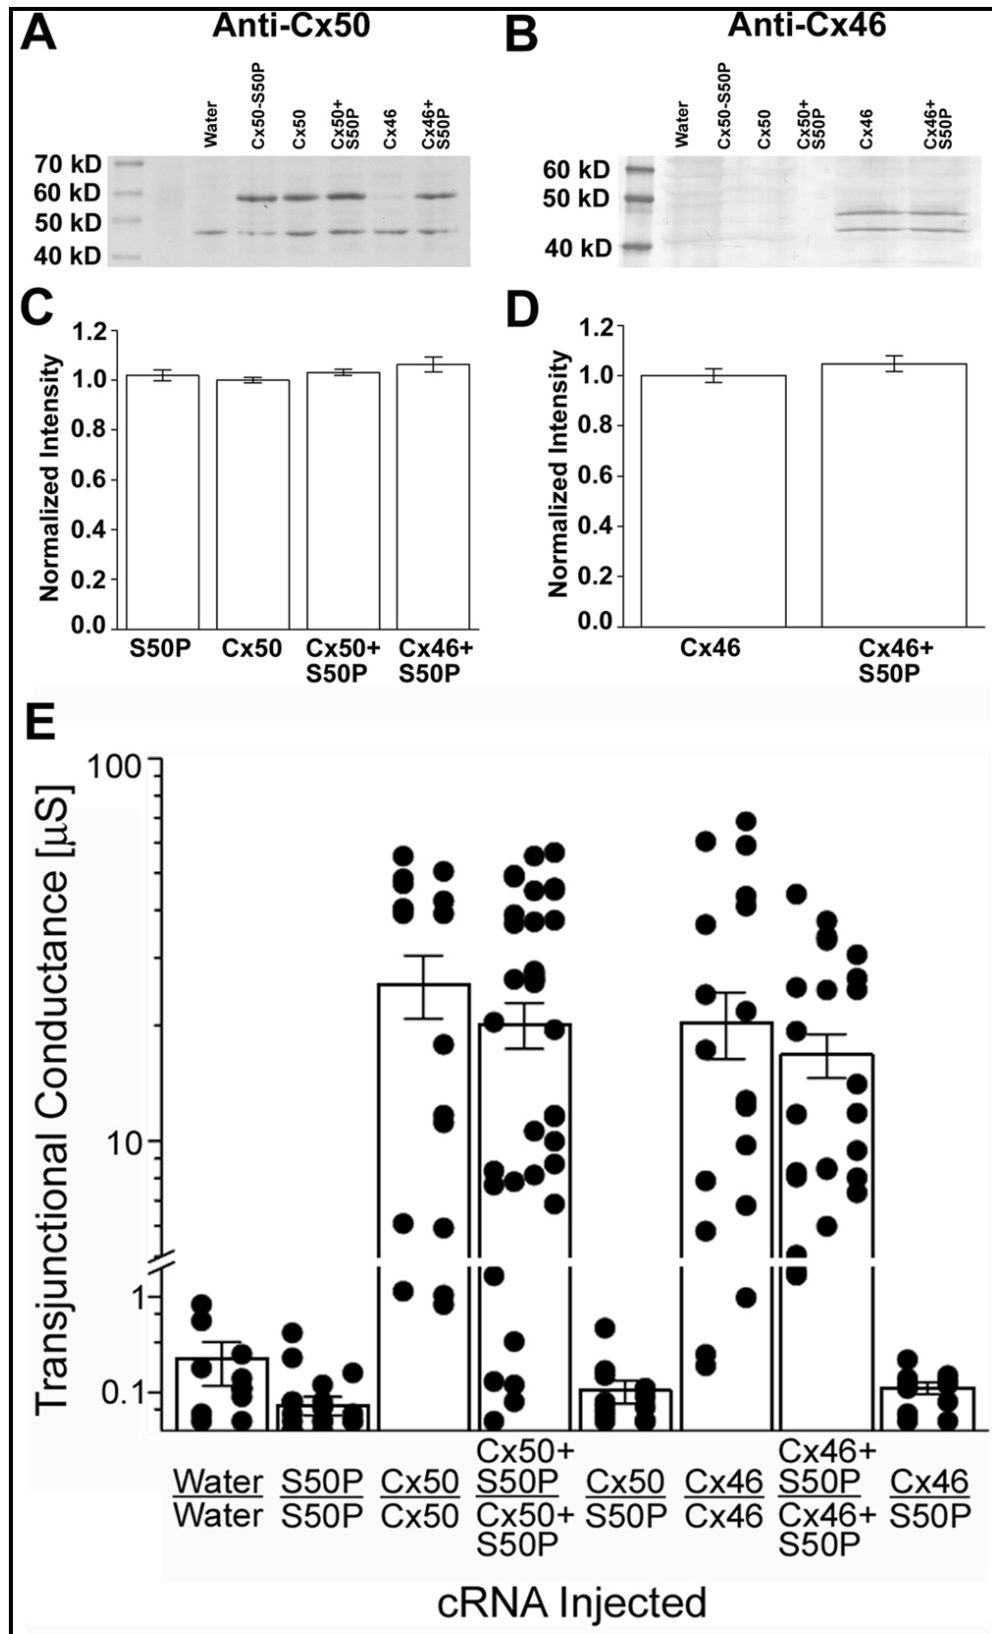 A
Anti-Cx50
Water
Cx50-S50P
Cx50
Cx50+
S50P
Cx46
Cx46+
S50P
70 kD
60 kD
50 kD
40 kD
B
Anti-Cx46
Water
Cx50-S50P
Cx50
Cx50+
S50P
Cx46
Cx46+
S50P
60 kD
50 kD
40 kD
C
Normalized Intensity
1.2
1.0
0.8
0.6
0.4
0.2
0.0
S50P
Cx50
Cx50+
S50P
Cx46+
S50P
D
Normalized Intensity
1.2
1.0
0.8
0.6
0.4
0.2
0.0
Cx46
Cx46+
S50P
E
Transjunctional Conductance [µS]
100
10
1
0.1
Water
Water
S50P
S50P
Cx50
Cx50
Cx50+
S50P
Cx50+
S50P
Cx50
S50P
Cx46
Cx46
Cx46+
S50P
Cx46+
S50P
Cx46
S50P
cRNA Injected